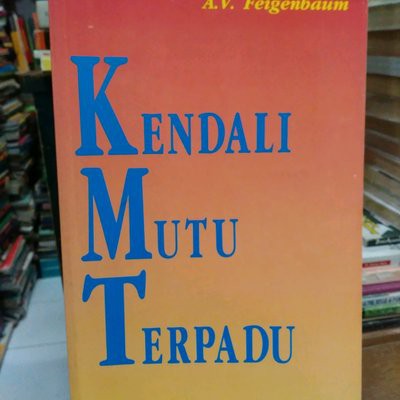 A.V. Feigenbaum
KENDALI
MUTU
TERPADU